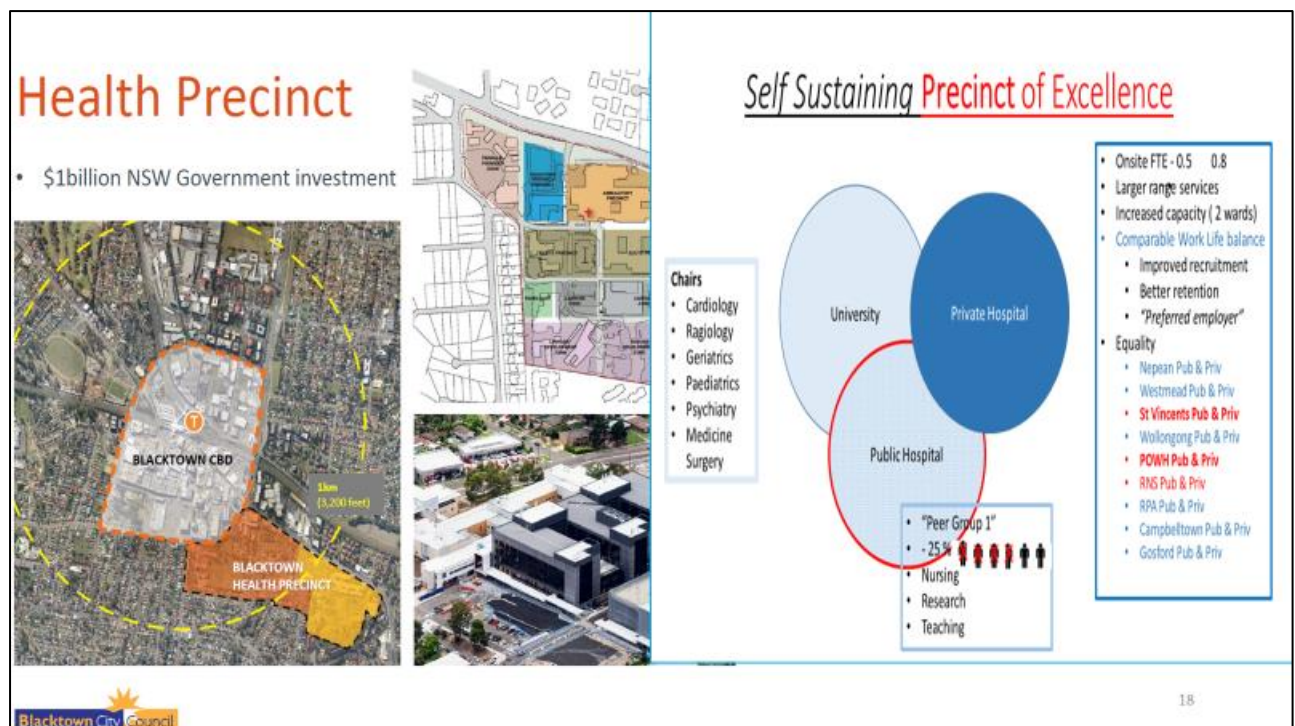 Health Precinct
• $1billion NSW Government investment
T
BLACKTOWN CBD
1km
(3,200 feet)
BLACKTOWN
HEALTH PRECINCT
Blacktown City Council
Self Sustaining Precinct of Excellence
Chairs
• Cardiology
• Ragiology
• Geriatrics
• Paediatrics
• Psychiatry
• Medicine
Surgery
University
Private Hospital
Public Hospital
• "Peer Group 1"
• - 25 %
• Nursing
• Research
• Teaching
• Onsite FTE - 0.5 0.8
• Larger range services
• Increased capacity ( 2 wards)
• Comparable Work Life balance
• Improved recruitment
• Better retention
• "Preferred employer"
• Equality
• Nepean Pub & Priv
• Westmead Pub & Priv
• St Vincents Pub & Priv
• Wollongong Pub & Priv
• POWH Pub & Priv
• RNS Pub & Priv
• RPA Pub & Priv
• Campbelltown Pub & Priv
• Gosford Pub & Priv
18